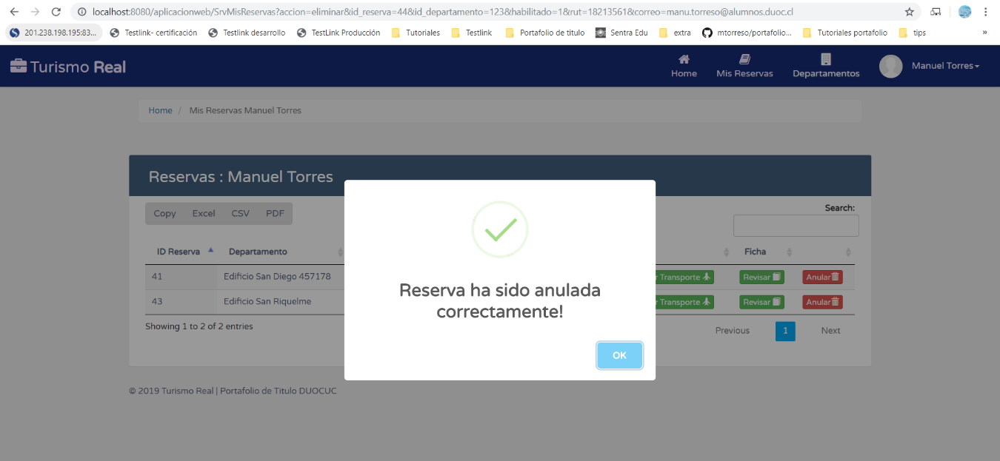 localhost:8080/aplicacionweb/SrvMisReservas?accion=eliminar&id_reserva=44&id_departamento=123&habilitado=1&rut=18213561&correo=manu.torreso@alumnos.duoc.cl
201.238.198.195:83... Testlink- certificación Testlink desarrollo TestLink Producción Tutoriales Testlink Portafolio de titulo Sentra Edu extra mtorreso/portafolio... Tutoriales portafolio tips »
Turismo Real
Home Mis Reservas Departamentos Manuel Torres
Home / Mis Reservas Manuel Torres
Reservas : Manuel Torres
Copy Excel CSV PDF
Search:
ID Reserva Departamento Ficha
41 Edificio San Diego 457178 Transporte Revisar Anular
43 Edificio San Riquelme Transporte Revisar Anular
Showing 1 to 2 of 2 entries
Previous 1 Next
Reserva ha sido anulada
correctamente!
OK
© 2019 Turismo Real | Portafolio de Titulo DUOCUC